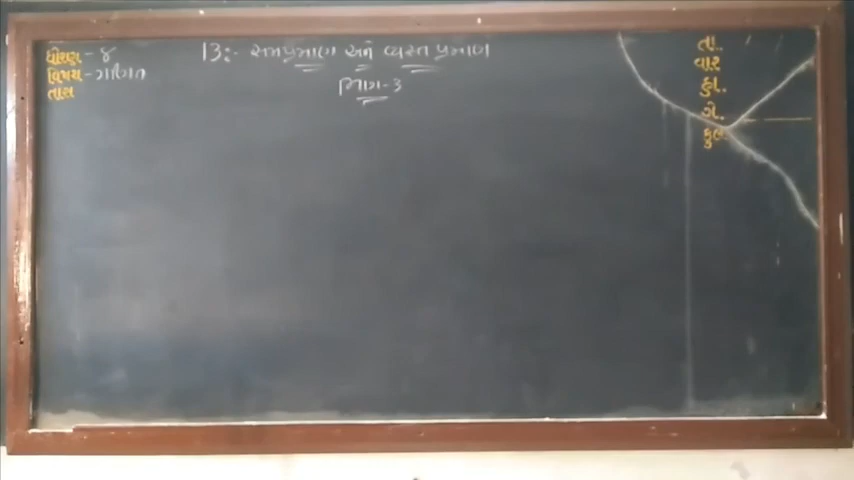 ધોરણ - ૪
વિષય - ગણિત
તાસ
13:- સમપ્રમાણ અને વ્યસ્ત પ્રમાણ
ભાગ-3
તા.
વાર
હા.
ગે.
કુલ